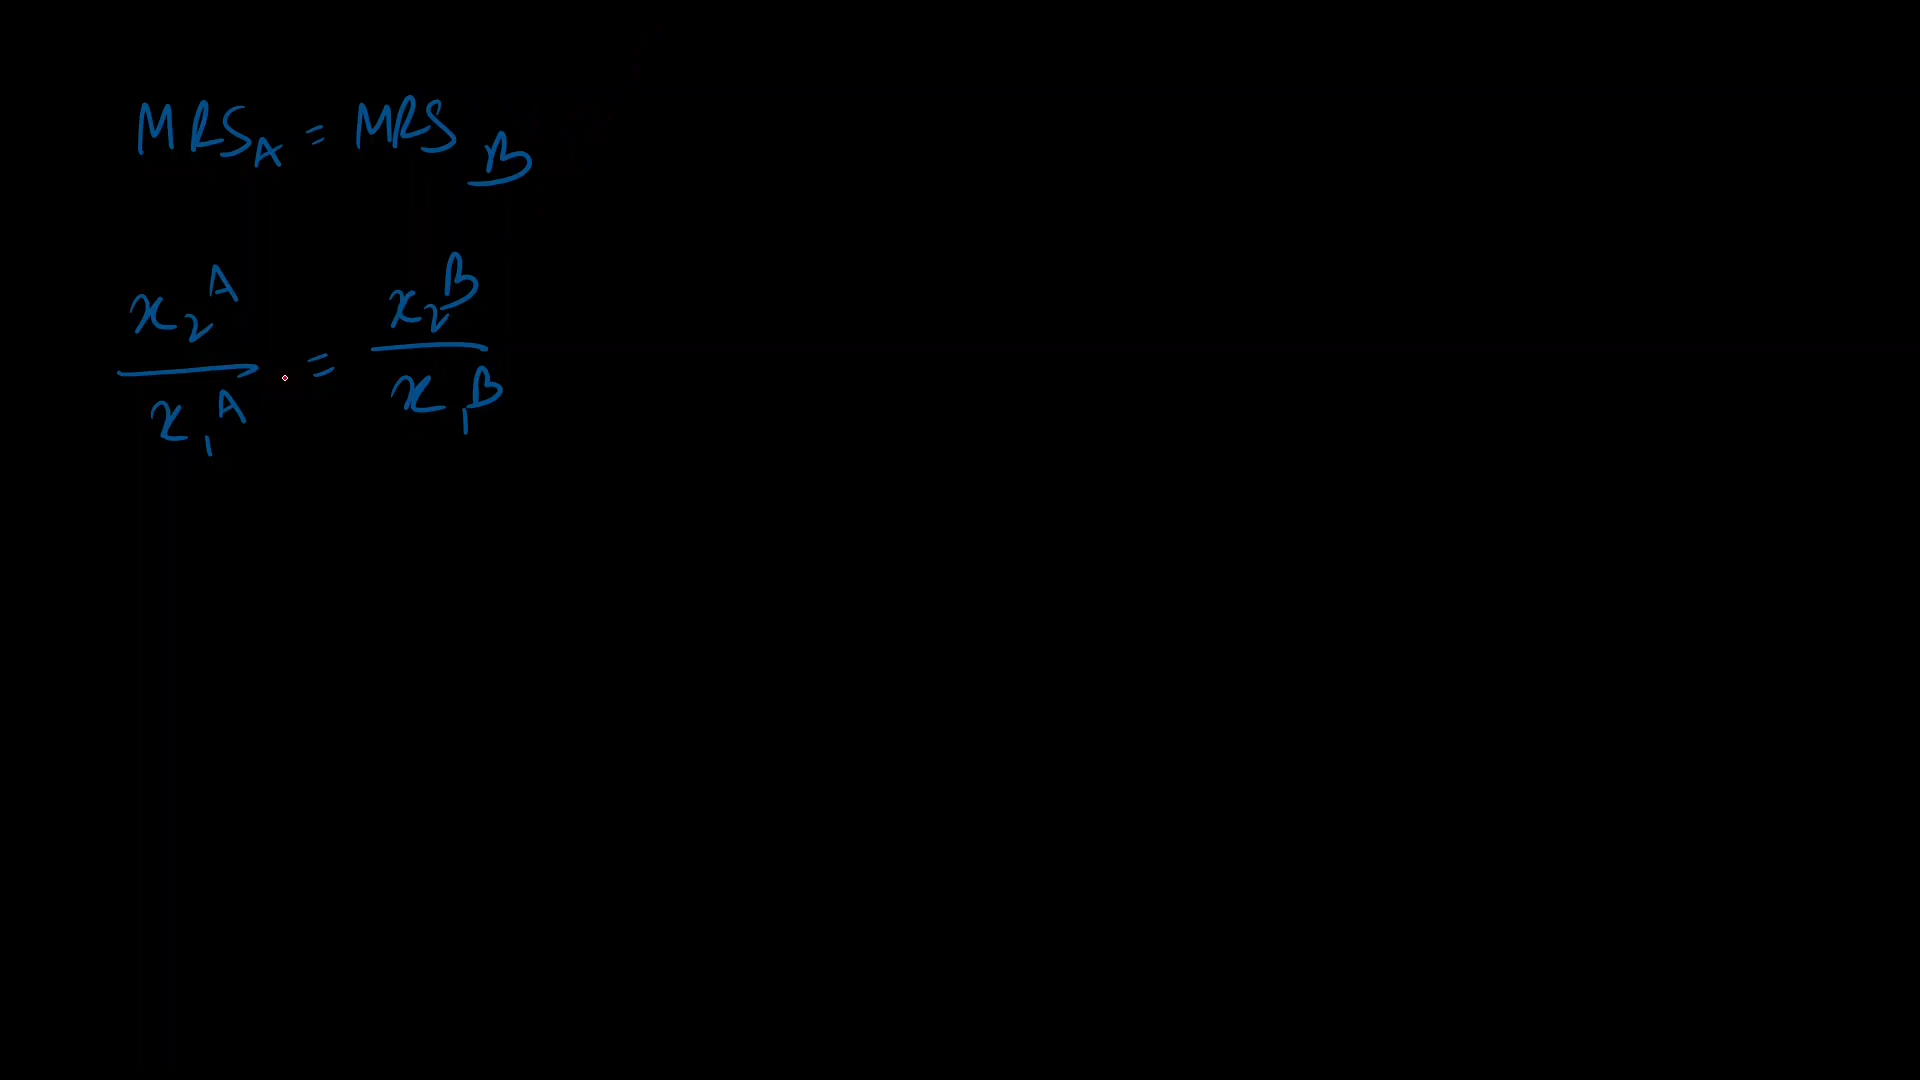 MRS_A = MRS_B
x_2^A / x_1^A = x_2^B / x_1^B